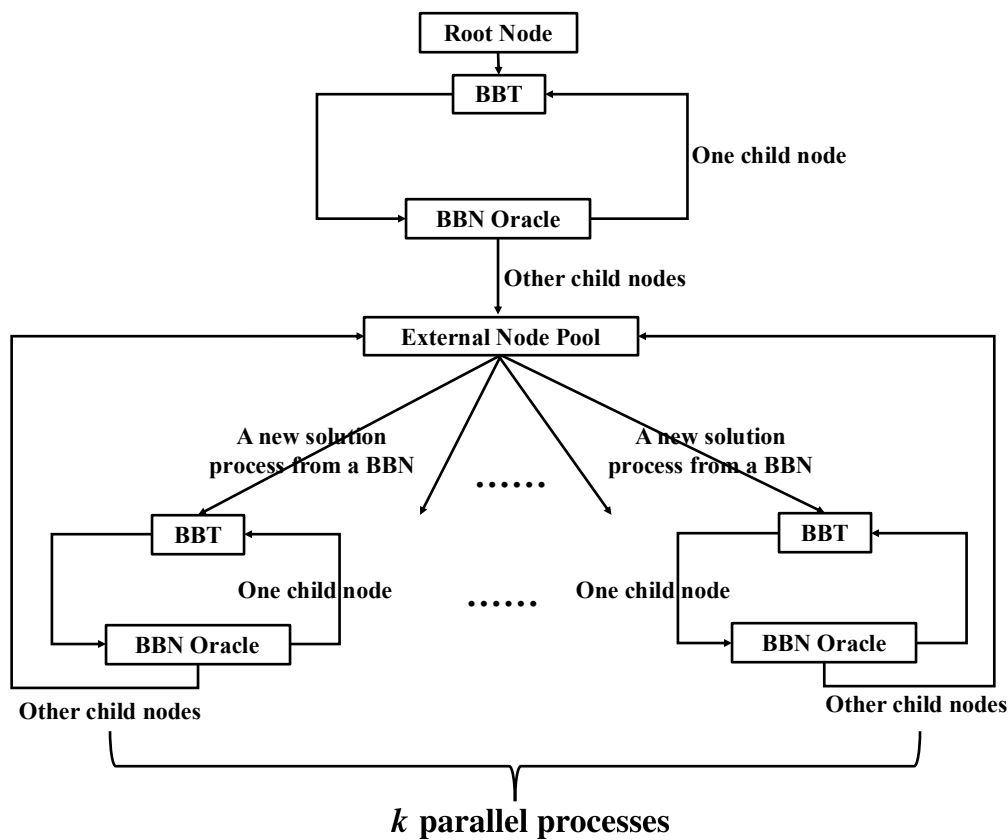 Root Node
BBT
One child node
BBN Oracle
Other child nodes
External Node Pool
A new solution
process from a BBN
A new solution
process from a BBN
......
BBT
BBT
One child node
......
One child node
BBN Oracle
BBN Oracle
Other child nodes
Other child nodes
k parallel processes